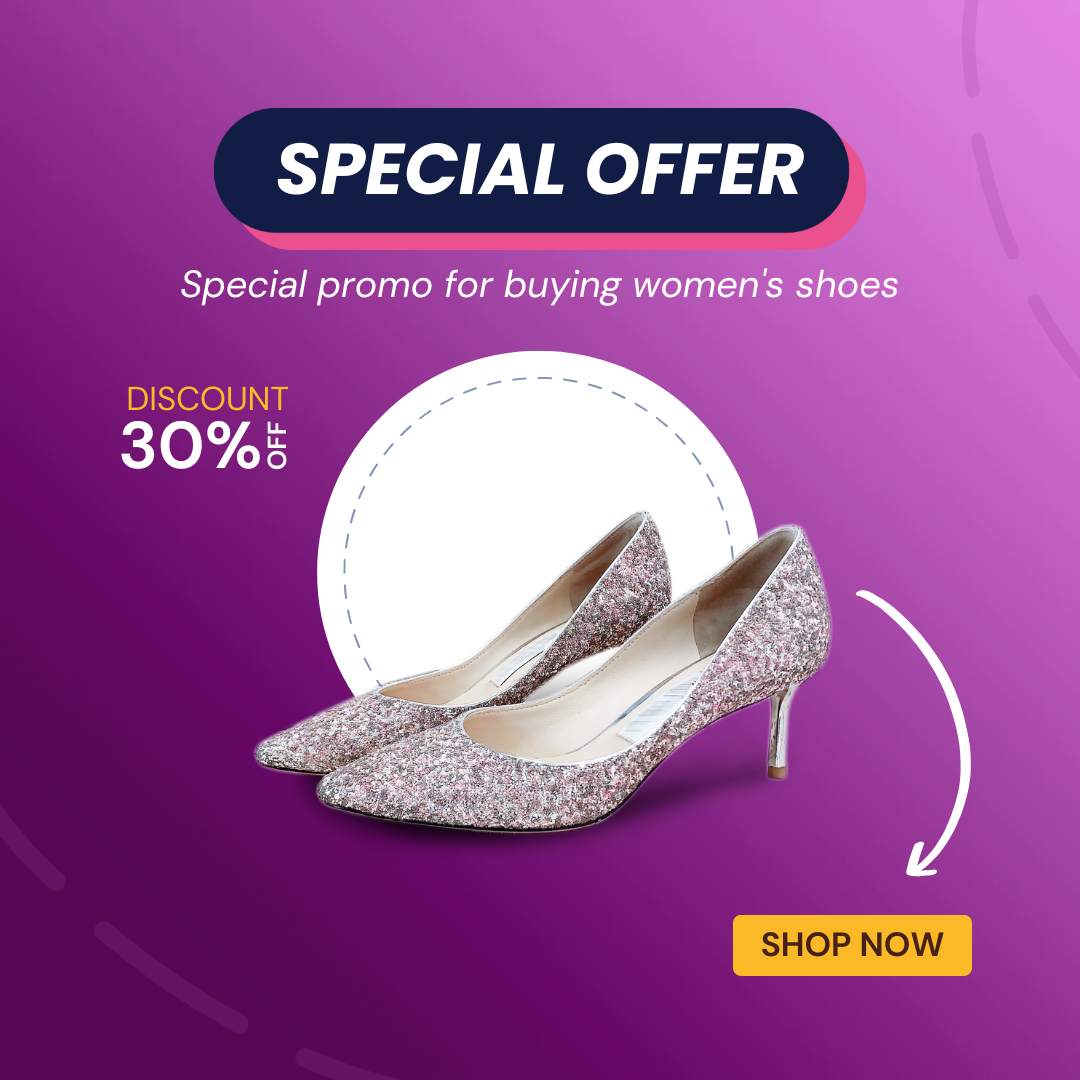 SPECIAL OFFER
Special promo for buying women's shoes
DISCOUNT
30% OFF
SHOP NOW